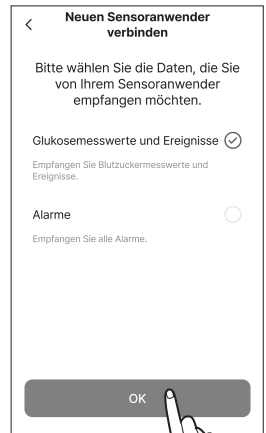 Neuen Sensoranwender
verbinden
Bitte wählen Sie die Daten, die Sie
von Ihrem Sensoranwender
empfangen möchten.
Glukosemesswerte und Ereignisse
Empfangen Sie Blutzuckermesswerte und
Ereignisse.
Alarme
Empfangen Sie alle Alarme.
OK